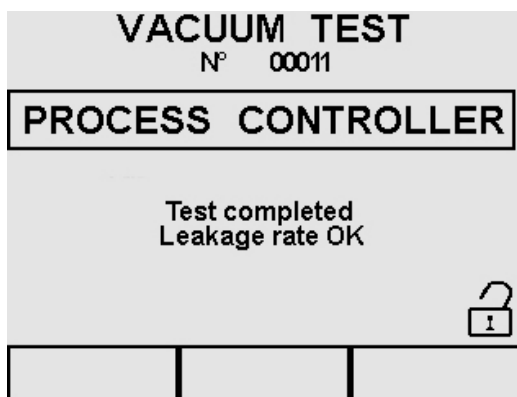 VACUUM TEST
N° 00011
PROCESS CONTROLLER
Test completed
Leakage rate OK
I